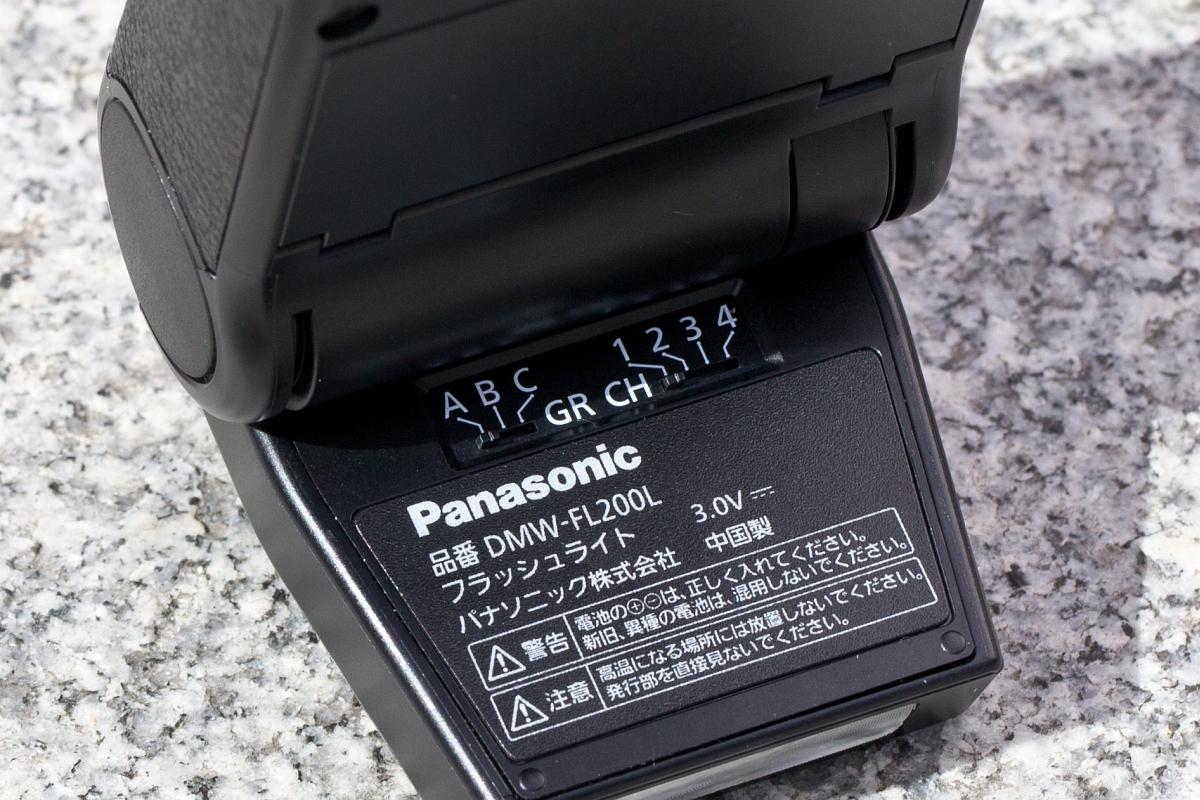 1 2 3 4
A B C
GR CH
Panasonic
品番 DMW-FL200L 3.0V ⎓
フラッシュライト 中国製
パナソニック株式会社
⚠警告 電池の⊕⊖は、正しく入れてください。
新旧、異種の電池は、混用しないでください。
⚠注意 高温になる場所には放置しないでください。
発行部を直接見ないでください。